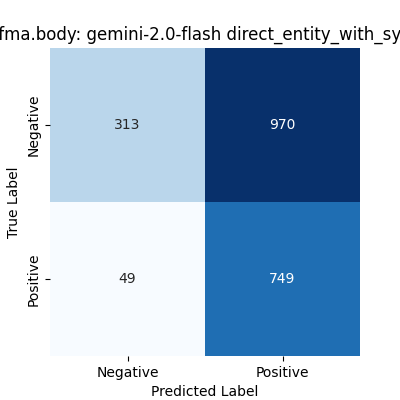 fma.body: gemini-2.0-flash direct_entity_with_sy
Negative
313
970
True Label
Positive
49
749
Negative
Positive
Predicted Label